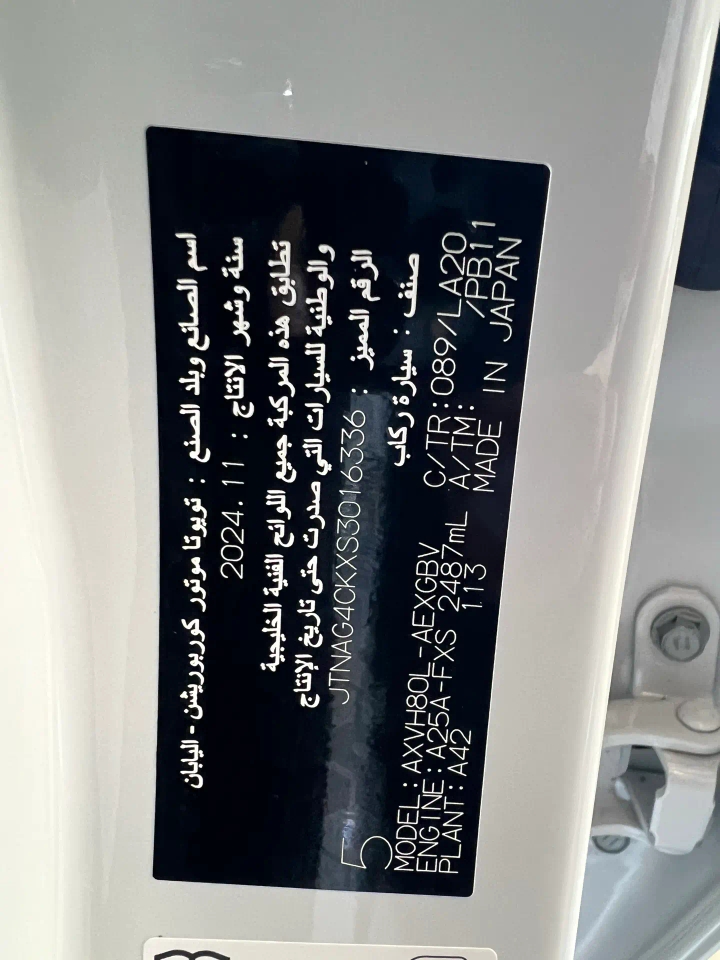 اسم الصانع وبلد الصنع : تويوتا موتور كوربوريشن - اليابان
سنة وشهر الانتاج : 2024. 11
تطابق هذه المركبة جميع اللوائح الفنية الخليجية
والوطنية للسيارات التي صدرت حتى تاريخ الإنتاج
الرقم المميز : JTNAG4CKXS3016336
صنف : سيارة ركاب
5
MODEL: AXVH80L-AEXGBV C/TR: 089/LA20
ENGINE: A25A-FXS 2487mL A/TM: /PB11
PLANT: A42 113 MADE IN JAPAN